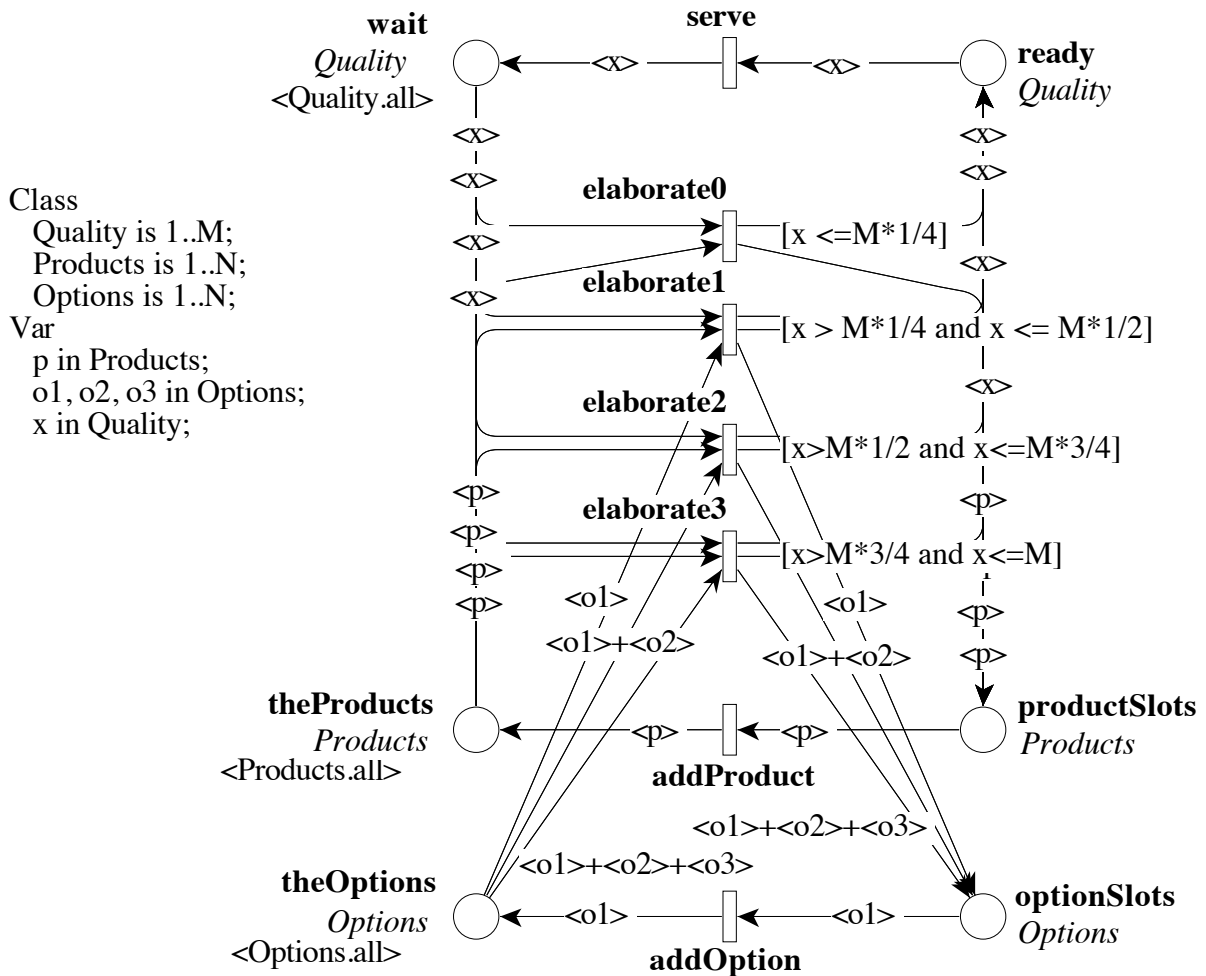 serve
wait
Quality
<Quality.all>
<x>
<x>
ready
Quality
<x>
<x>
<x>
<x>
<x>
<x>
<x>
<x>
<x>
<x>
Class
Quality is 1..M;
Products is 1..N;
Options is 1..N;
Var
p in Products;
o1, o2, o3 in Options;
x in Quality;
elaborate0
[x <=M*1/4]
elaborate1
[x > M*1/4 and x <= M*1/2]
elaborate2
[x>M*1/2 and x<=M*3/4]
elaborate3
[x>M*3/4 and x<=M]
<p>
<p>
<p>
<p>
<p>
<p>
<p>
<p>
<o1>
<o1>
<o1>+<o2>
<o1>+<o2>
theProducts
Products
<Products.all>
<p>
<p>
productSlots
Products
addProduct
<o1>+<o2>+<o3>
<o1>+<o2>+<o3>
theOptions
Options
<Options.all>
<o1>
<o1>
optionSlots
Options
addOption